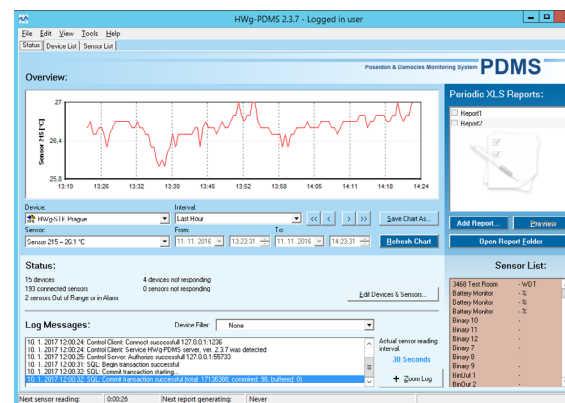 HWg-PDMS 2.3.7 - Logged in user
File Edit View Tools Help
Status Device List Sensor List
Poseidon & Damocles Monitoring System PDMS
Overview:
27
26,4
25,8
Sensor 215 [°C]
13:19 13:26 13:32 13:39 13:45 13:52 13:58 14:05 14:11 14:18 14:24
Periodic XLS Reports:
Report1
Report2
Device: Interval:
HWg-STE Prague Last Hour << < > >> Save Chart As...
Sensor: From: To:
Sensor 215 - 26.1 °C 11. 11. 2016 13:23:31 11. 11. 2016 14:23:31 Refresh Chart
Add Report... Preview
Open Report Folder
Status:
15 devices 4 devices not responding
193 connected sensors 0 sensors not responding
2 sensors Out of Range or in Alarm
Edit Devices & Sensors...
Sensor List:
3468 Test Room - WDT
Battery Monitor - %
Battery Monitor - %
Battery Monitor - %
Binary 10 -
Binary 11 -
Binary 12 -
Binary 7 -
Binary 8 -
Binary 9 -
BinOut 1 -
BinOut 2 -
Log Messages: Device Filter: None
10. 1. 2017 12:00:24: Control Client: Connect successfull 127.0.0.1:1236
10. 1. 2017 12:00:24: Control Client: Service HWg-PDMS server, ver. 2.3.7 was detected
10. 1. 2017 12:00:25: Control Server: Authorize successfull 127.0.0.1:55733
10. 1. 2017 12:00:31: SQL: Begin transaction successful
10. 1. 2017 12:00:32: SQL: Commit transaction starting...
10. 1. 2017 12:00:32: SQL: Commit transaction successful (total: 17136388, commited: 98, buffered: 0)
Actual sensor reading
interval:
30 Seconds
+ Zoom Log
Next sensor reading: 0:00:26 Next report generating: Never